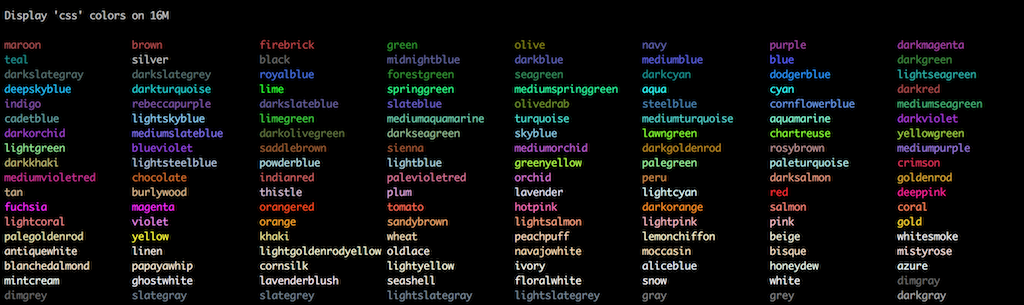 Display 'css' colors on 16M
maroon brown firebrick green olive navy purple darkmagenta
teal silver black midnightblue darkblue mediumblue blue darkgreen
darkslategray darkslategrey royalblue forestgreen seagreen darkcyan dodgerblue lightseagreen
deepskyblue darkturquoise lime springgreen mediumspringgreen aqua cyan darkred
indigo rebeccapurple darkslateblue slateblue olivedrab steelblue cornflowerblue mediumseagreen
cadetblue lightskyblue limegreen mediumaquamarine turquoise mediumturquoise aquamarine darkviolet
darkorchid mediumslateblue darkolivegreen darkseagreen skyblue lawngreen chartreuse yellowgreen
lightgreen blueviolet saddlebrown sienna mediumorchid darkgoldenrod rosybrown mediumpurple
darkkhaki lightsteelblue powderblue lightblue greenyellow palegreen paleturquoise crimson
mediumvioletred chocolate indianred palevioletred orchid peru darksalmon goldenrod
tan burlywood thistle plum lavender lightcyan red deeppink
fuchsia magenta orangered tomato hotpink darkorange salmon coral
lightcoral violet orange sandybrown lightsalmon lightpink pink gold
palegoldenrod yellow khaki wheat peachpuff lemonchiffon beige whitesmoke
antiquewhite linen lightgoldenrodyellow oldlace navajowhite moccasin bisque mistyrose
blanchedalmond papayawhip cornsilk lightyellow ivory aliceblue honeydew azure
mintcream ghostwhite lavenderblush seashell floralwhite snow white dimgray
dimgrey slategray slategrey lightslategray lightslategrey gray grey darkgray